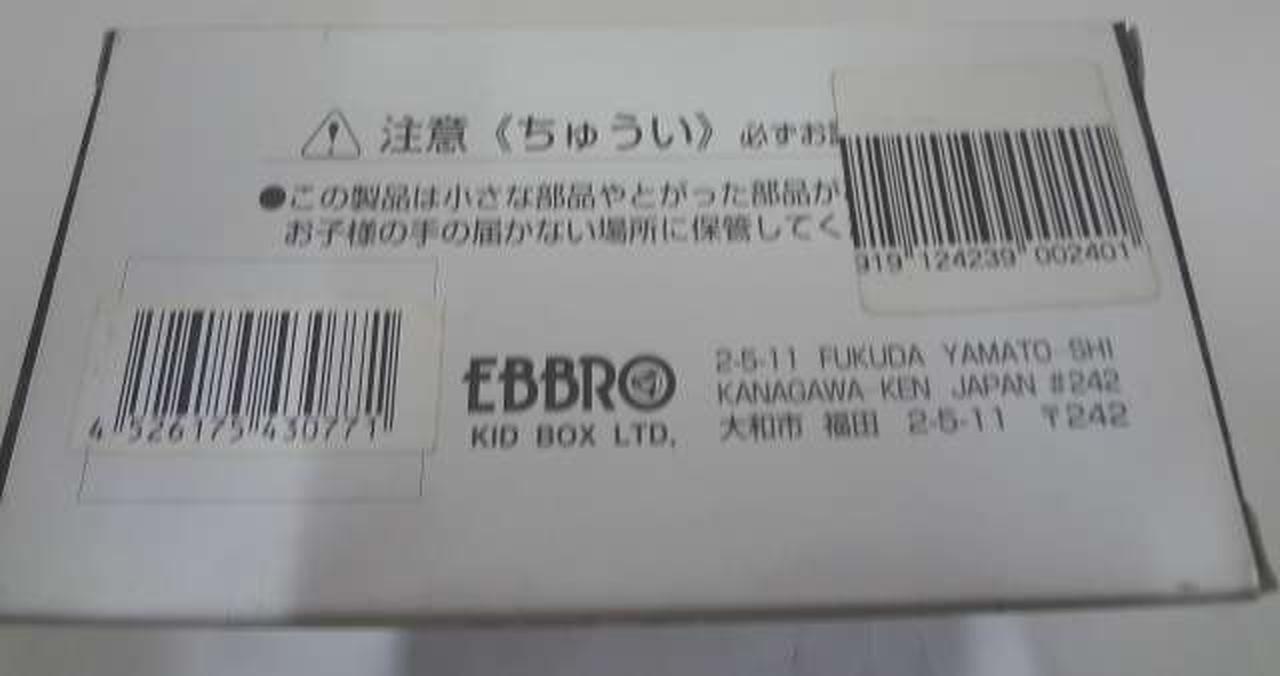 注意《ちゅうい》必ずお
●この製品は小さな部品やとがった部品が
お子様の手の届かない場所に保管してく
919 124239 002401
4 526175 430771
EBBRO
KID BOX LTD.
2-5-11 FUKUDA YAMATO-SHI
KANAGAWA-KEN JAPAN #242
大和市 福田 2-5-11 〒242